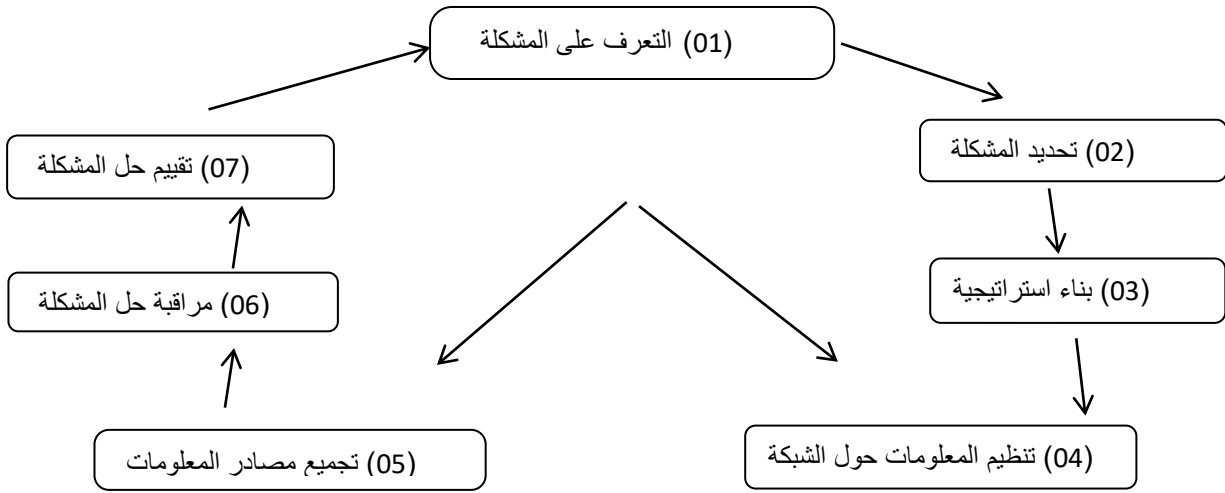 (01) التعرف على المشكلة
(02) تحديد المشكلة
(03) بناء استراتيجية
(04) تنظيم المعلومات حول الشبكة
(05) تجميع مصادر المعلومات
(06) مراقبة حل المشكلة
(07) تقييم حل المشكلة